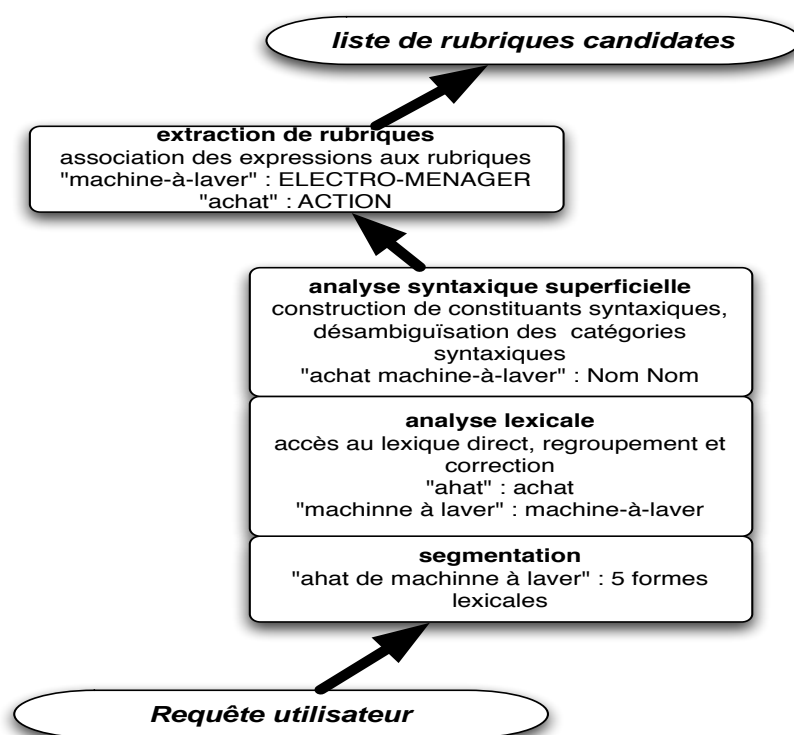 liste de rubriques candidates
extraction de rubriques
association des expressions aux rubriques
"machine-à-laver" : ELECTRO-MENAGER
"achat" : ACTION
analyse syntaxique superficielle
construction de constituants syntaxiques,
désambiguïsation des catégories
syntaxiques
"achat machine-à-laver" : Nom Nom
analyse lexicale
accès au lexique direct, regroupement et
correction
"ahat" : achat
"machinne à laver" : machine-à-laver
segmentation
"ahat de machinne à laver" : 5 formes
lexicales
Requête utilisateur